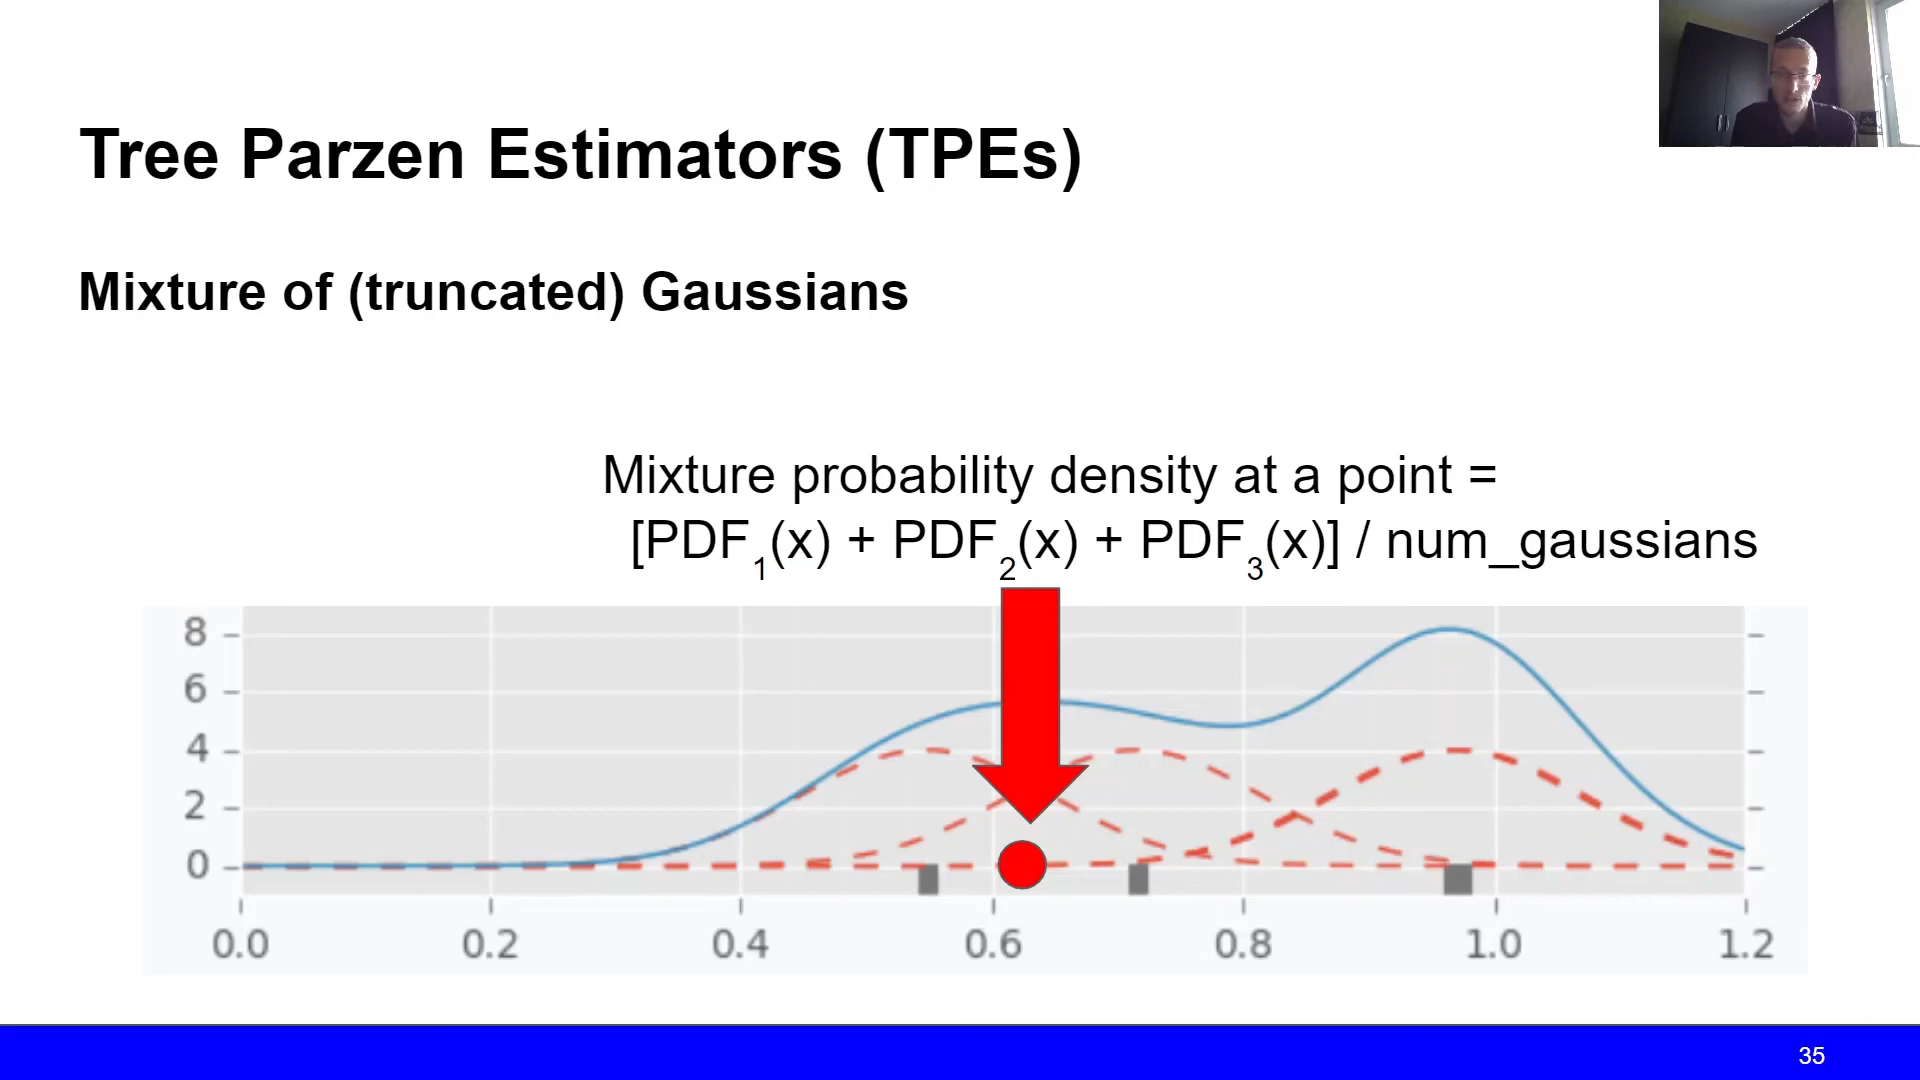 Tree Parzen Estimators (TPEs)
Mixture of (truncated) Gaussians
Mixture probability density at a point =
[PDF1(x) + PDF2(x) + PDF3(x)] / num_gaussians
8
6
4
2
0
0.0 0.2 0.4 0.6 0.8 1.0 1.2
35